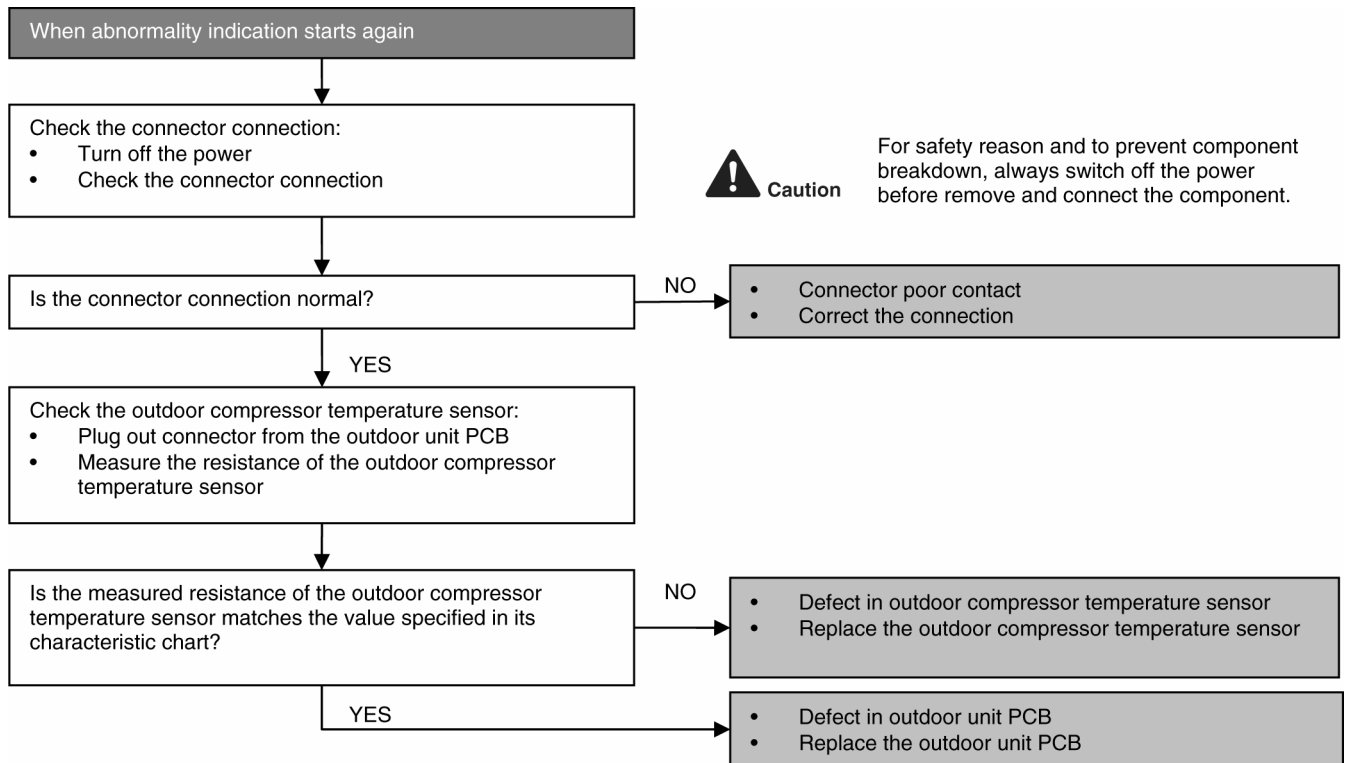 When abnormality indication starts again
Check the connector connection:
• Turn off the power
• Check the connector connection
Caution
For safety reason and to prevent component
breakdown, always switch off the power
before remove and connect the component.
Is the connector connection normal?
NO
• Connector poor contact
• Correct the connection
YES
Check the outdoor compressor temperature sensor:
• Plug out connector from the outdoor unit PCB
• Measure the resistance of the outdoor compressor
temperature sensor
Is the measured resistance of the outdoor compressor
temperature sensor matches the value specified in its
characteristic chart?
NO
• Defect in outdoor compressor temperature sensor
• Replace the outdoor compressor temperature sensor
YES
• Defect in outdoor unit PCB
• Replace the outdoor unit PCB